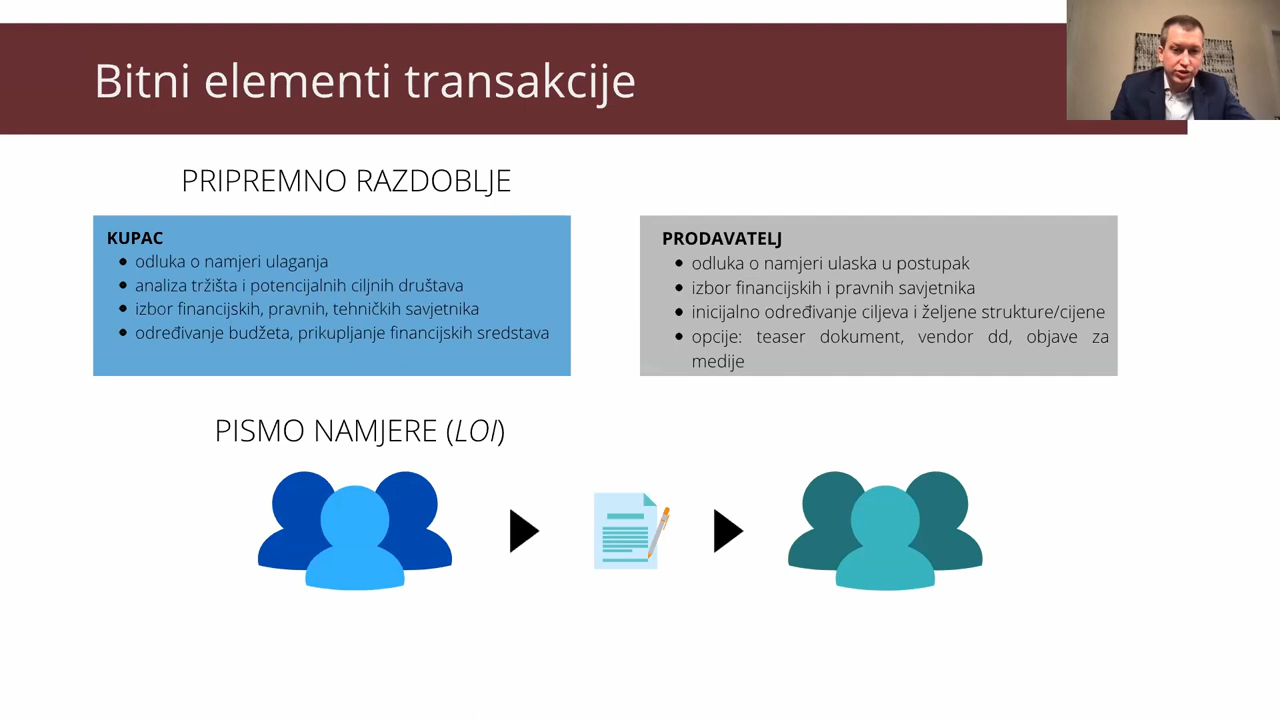 Bitni elementi transakcije
PRIPREMNO RAZDOBLJE
KUPAC
odluka o namjeri ulaganja
analiza tržišta i potencijalnih ciljnih društava
izbor financijskih, pravnih, tehničkih savjetnika
određivanje budžeta, prikupljanje financijskih sredstava
PRODAVATELJ
odluka o namjeri ulaska u postupak
izbor financijskih i pravnih savjetnika
inicijalno određivanje ciljeva i željene strukture/cijene
opcije: teaser dokument, vendor dd, objave za
medije
PISMO NAMJERE (LOI)